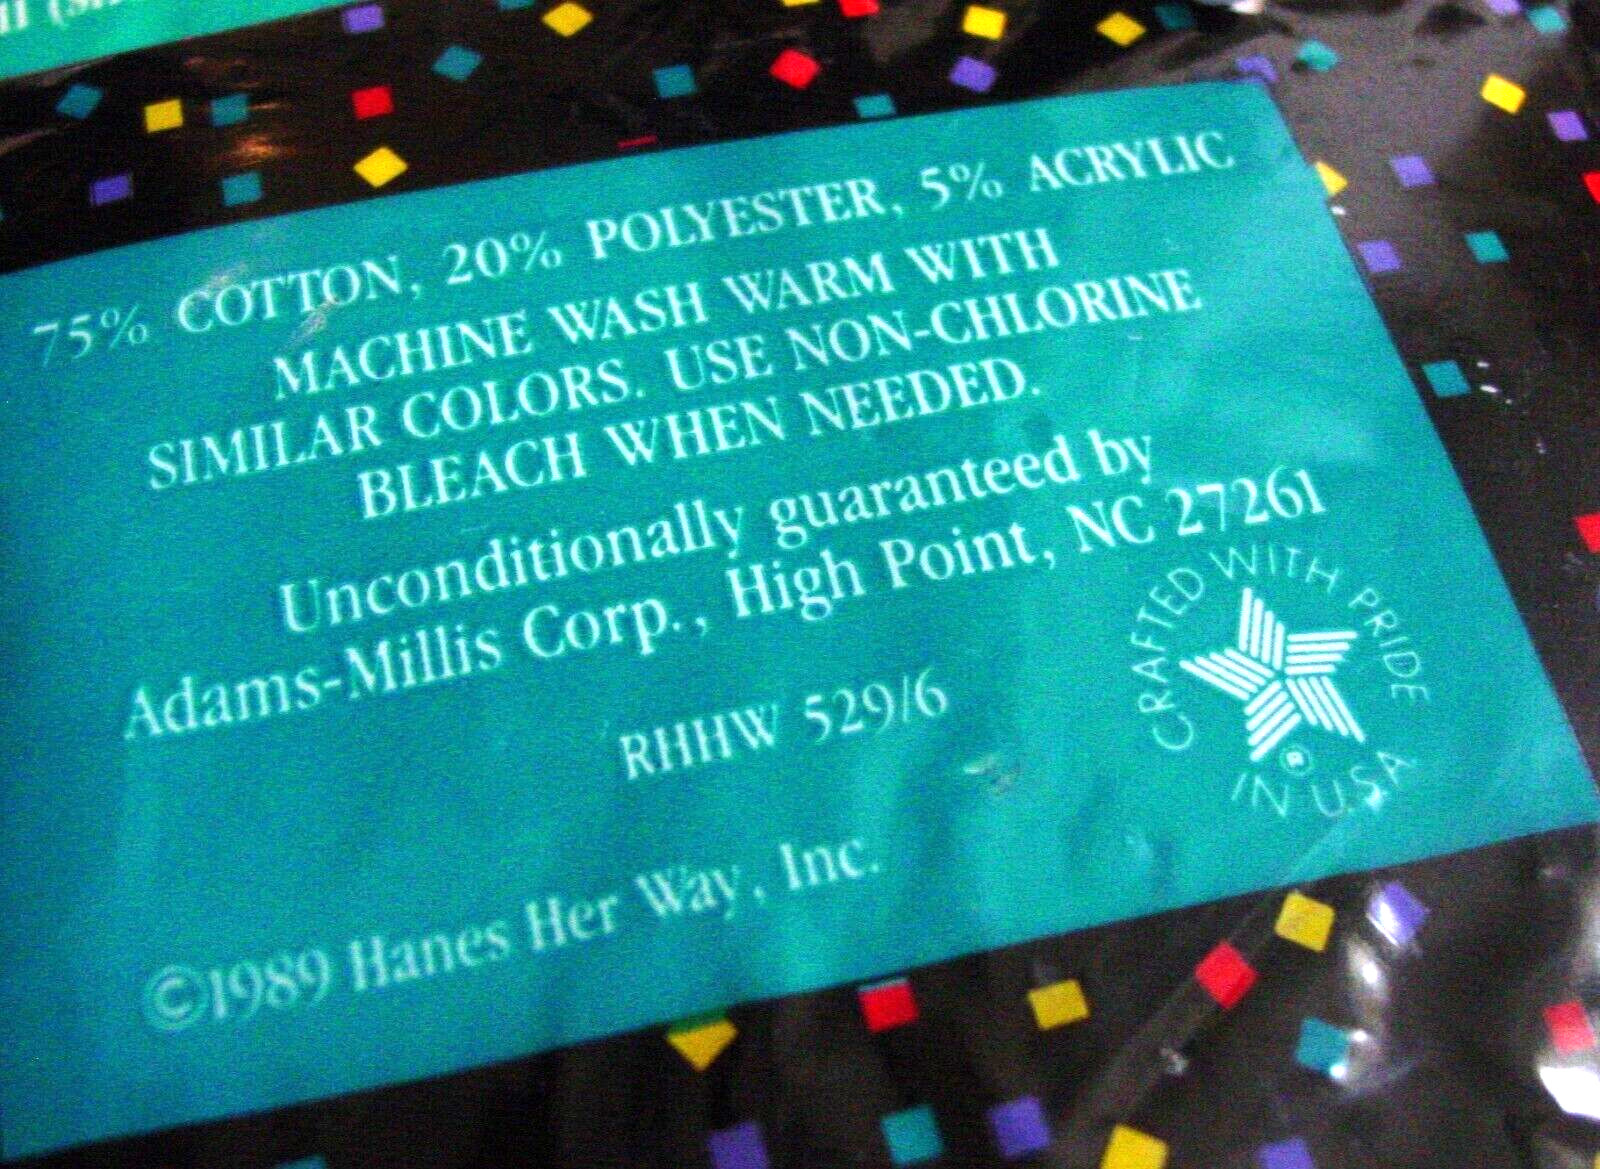 75% COTTON, 20% POLYESTER, 5% ACRYLIC
MACHINE WASH WARM WITH
SIMILAR COLORS. USE NON-CHLORINE
BLEACH WHEN NEEDED.
Unconditionally guaranteed by
Adams-Millis Corp., High Point, NC 27261
RHHW 529/6
CRAFTED WITH PRIDE
IN U.S.A.
®
©1989 Hanes Her Way, Inc.